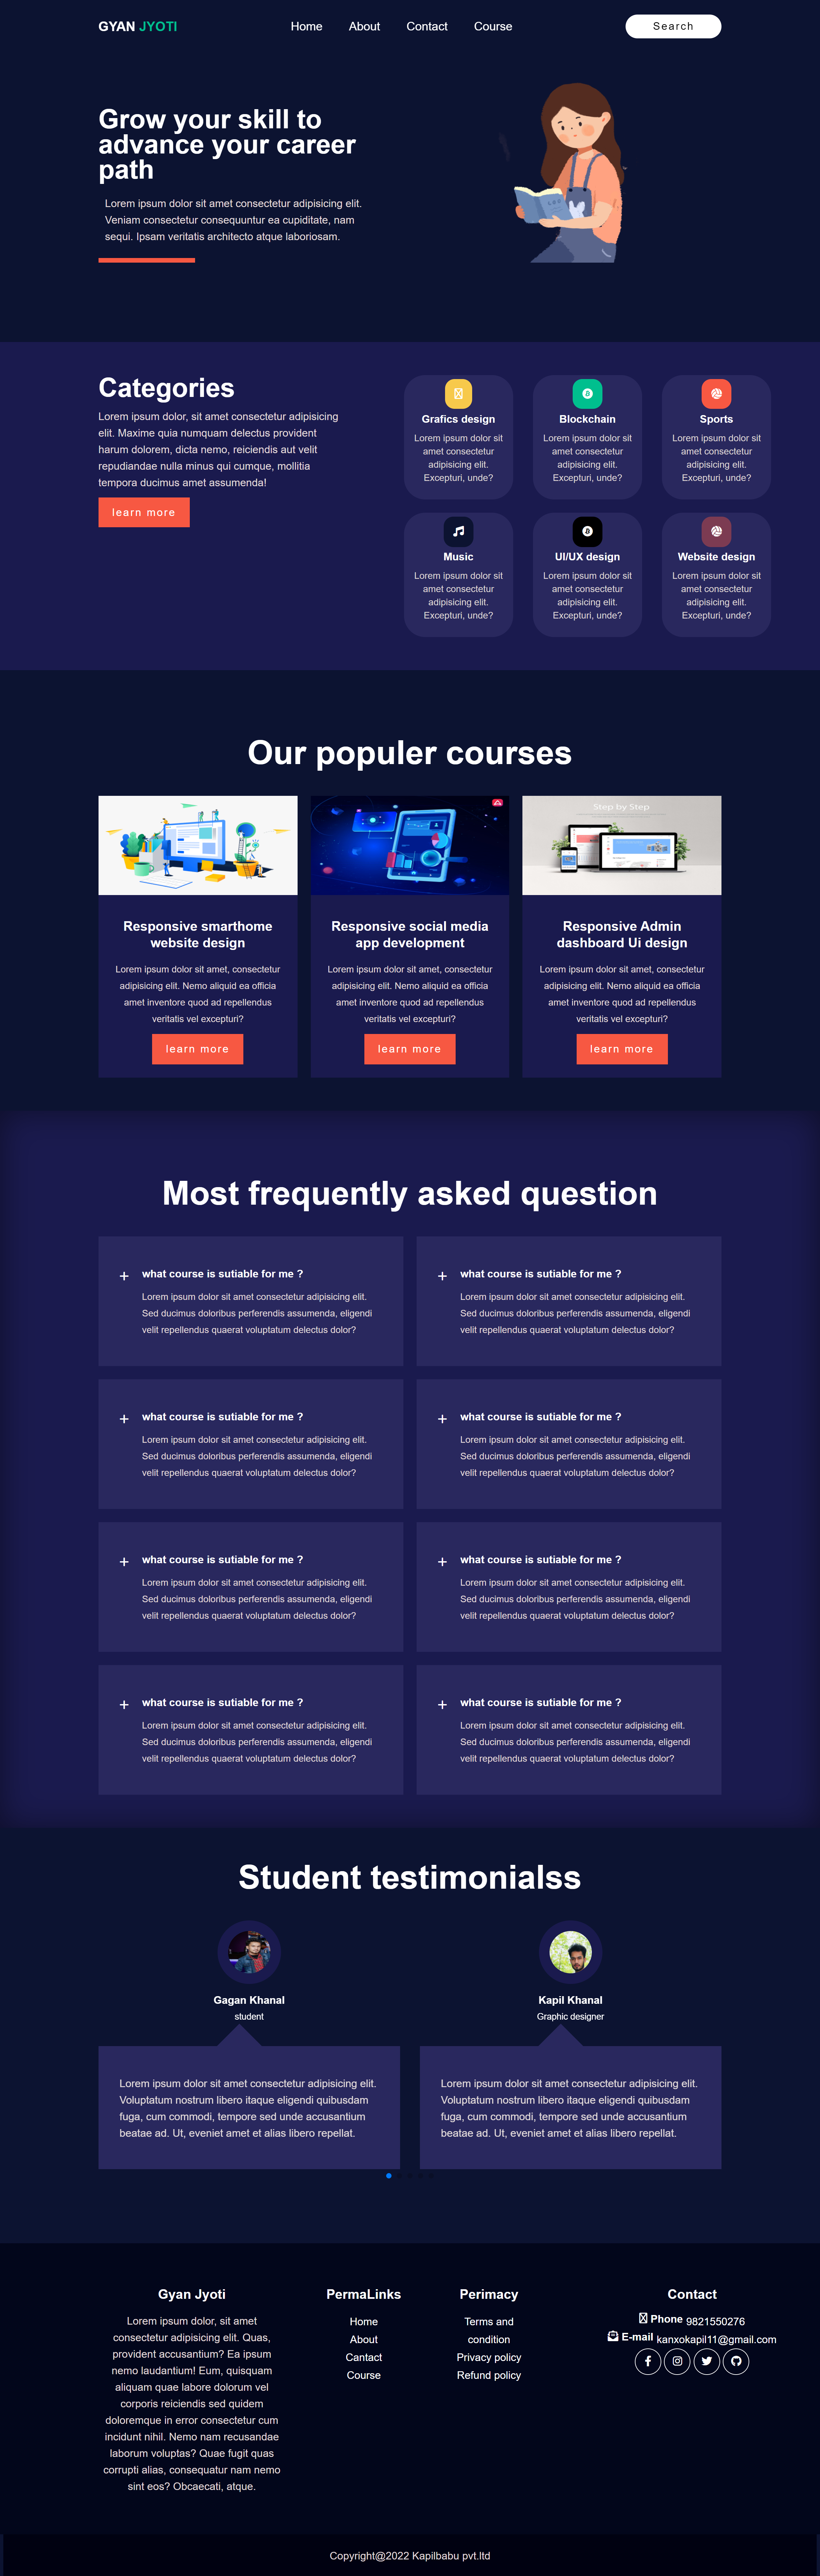 GYAN JYOTI
Home About Contact Course
Search
Grow your skill to
advance your career
path
Lorem ipsum dolor sit amet consectetur adipisicing elit.
Veniam consectetur consequuntur ea cupiditate, nam
sequi. Ipsam veritatis architecto atque laboriosam.
Categories
Lorem ipsum dolor, sit amet consectetur adipisicing
elit. Maxime quia numquam delectus provident
harum dolorem, dicta nemo, reiciendis aut velit
repudiandae nulla minus qui cumque, mollitia
tempora ducimus amet assumenda!
learn more
Grafics design
Lorem ipsum dolor sit
amet consectetur
adipisicing elit.
Excepturi, unde?
Blockchain
Lorem ipsum dolor sit
amet consectetur
adipisicing elit.
Excepturi, unde?
Sports
Lorem ipsum dolor sit
amet consectetur
adipisicing elit.
Excepturi, unde?
Music
Lorem ipsum dolor sit
amet consectetur
adipisicing elit.
Excepturi, unde?
UI/UX design
Lorem ipsum dolor sit
amet consectetur
adipisicing elit.
Excepturi, unde?
Website design
Lorem ipsum dolor sit
amet consectetur
adipisicing elit.
Excepturi, unde?
Our populer courses
Responsive smarthome
website design
Lorem ipsum dolor sit amet, consectetur
adipisicing elit. Nemo aliquid ea officia
amet inventore quod ad repellendus
veritatis vel excepturi?
learn more
Responsive social media
app development
Lorem ipsum dolor sit amet, consectetur
adipisicing elit. Nemo aliquid ea officia
amet inventore quod ad repellendus
veritatis vel excepturi?
learn more
Step by Step
Responsive Admin
dashboard Ui design
Lorem ipsum dolor sit amet, consectetur
adipisicing elit. Nemo aliquid ea officia
amet inventore quod ad repellendus
veritatis vel excepturi?
learn more
Most frequently asked question
+ what course is sutiable for me ?
Lorem ipsum dolor sit amet consectetur adipisicing elit.
Sed ducimus doloribus perferendis assumenda, eligendi
velit repellendus quaerat voluptatum delectus dolor?
+ what course is sutiable for me ?
Lorem ipsum dolor sit amet consectetur adipisicing elit.
Sed ducimus doloribus perferendis assumenda, eligendi
velit repellendus quaerat voluptatum delectus dolor?
+ what course is sutiable for me ?
Lorem ipsum dolor sit amet consectetur adipisicing elit.
Sed ducimus doloribus perferendis assumenda, eligendi
velit repellendus quaerat voluptatum delectus dolor?
+ what course is sutiable for me ?
Lorem ipsum dolor sit amet consectetur adipisicing elit.
Sed ducimus doloribus perferendis assumenda, eligendi
velit repellendus quaerat voluptatum delectus dolor?
+ what course is sutiable for me ?
Lorem ipsum dolor sit amet consectetur adipisicing elit.
Sed ducimus doloribus perferendis assumenda, eligendi
velit repellendus quaerat voluptatum delectus dolor?
+ what course is sutiable for me ?
Lorem ipsum dolor sit amet consectetur adipisicing elit.
Sed ducimus doloribus perferendis assumenda, eligendi
velit repellendus quaerat voluptatum delectus dolor?
+ what course is sutiable for me ?
Lorem ipsum dolor sit amet consectetur adipisicing elit.
Sed ducimus doloribus perferendis assumenda, eligendi
velit repellendus quaerat voluptatum delectus dolor?
+ what course is sutiable for me ?
Lorem ipsum dolor sit amet consectetur adipisicing elit.
Sed ducimus doloribus perferendis assumenda, eligendi
velit repellendus quaerat voluptatum delectus dolor?
Student testimonialss
Gagan Khanal
student
Lorem ipsum dolor sit amet consectetur adipisicing elit.
Voluptatum nostrum libero itaque eligendi quibusdam
fuga, cum commodi, tempore sed unde accusantium
beatae ad. Ut, eveniet amet et alias libero repellat.
Kapil Khanal
Graphic designer
Lorem ipsum dolor sit amet consectetur adipisicing elit.
Voluptatum nostrum libero itaque eligendi quibusdam
fuga, cum commodi, tempore sed unde accusantium
beatae ad. Ut, eveniet amet et alias libero repellat.
Gyan Jyoti
Lorem ipsum dolor, sit amet
consectetur adipisicing elit. Quas,
provident accusantium? Ea ipsum
nemo laudantium! Eum, quisquam
aliquam quae labore dolorum vel
corporis reiciendis sed quidem
doloremque in error consectetur cum
incidunt nihil. Nemo nam recusandae
laborum voluptas? Quae fugit quas
corrupti alias, consequatur nam nemo
sint eos? Obcaecati, atque.
PermaLinks
Home
About
Cantact
Course
Perimacy
Terms and
condition
Privacy policy
Refund policy
Contact
Phone 9821550276
E-mail kanxokapil11@gmail.com
Copyright@2022 Kapilbabu pvt.ltd